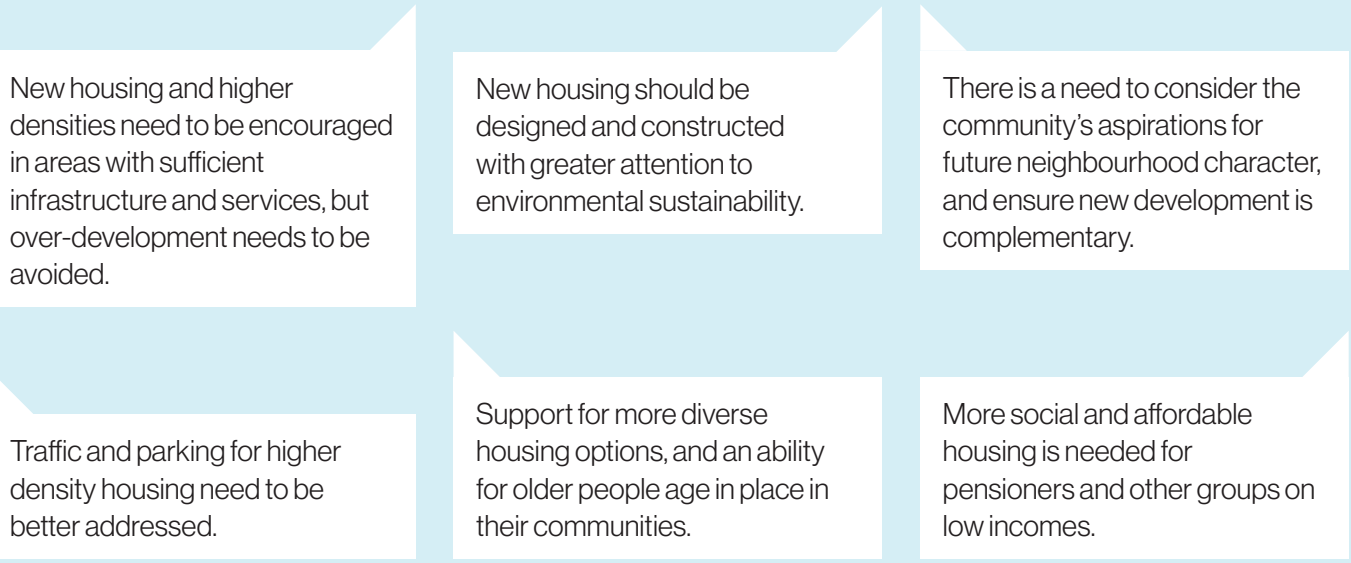 New housing and higher
densities need to be encouraged
in areas with sufficient
infrastructure and services, but
over-development needs to be
avoided.
New housing should be
designed and constructed
with greater attention to
environmental sustainability.
There is a need to consider the
community’s aspirations for
future neighbourhood character,
and ensure new development is
complementary.
Traffic and parking for higher
density housing need to be
better addressed.
Support for more diverse
housing options, and an ability
for older people age in place in
their communities.
More social and affordable
housing is needed for
pensioners and other groups on
low incomes.